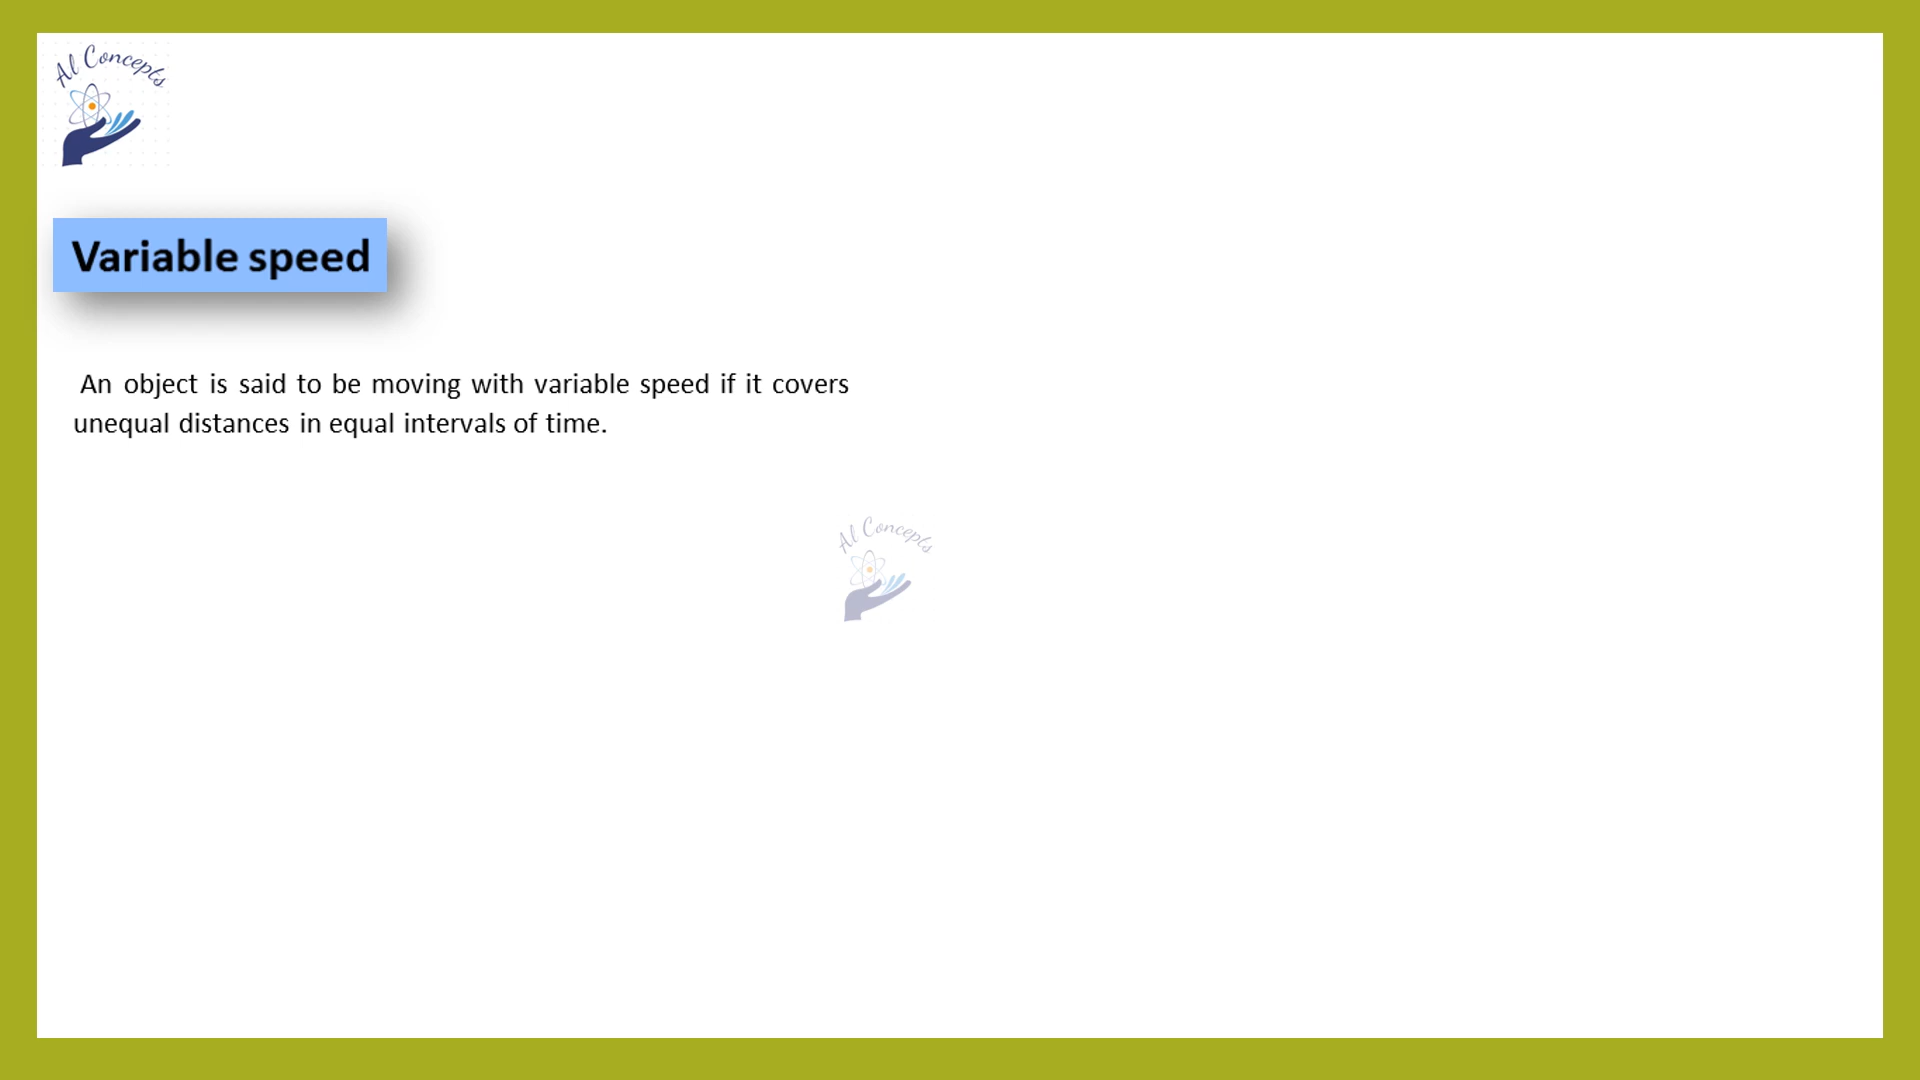 Al Concepts
Variable speed
An object is said to be moving with variable speed if it covers
unequal distances in equal intervals of time.
Al Concepts